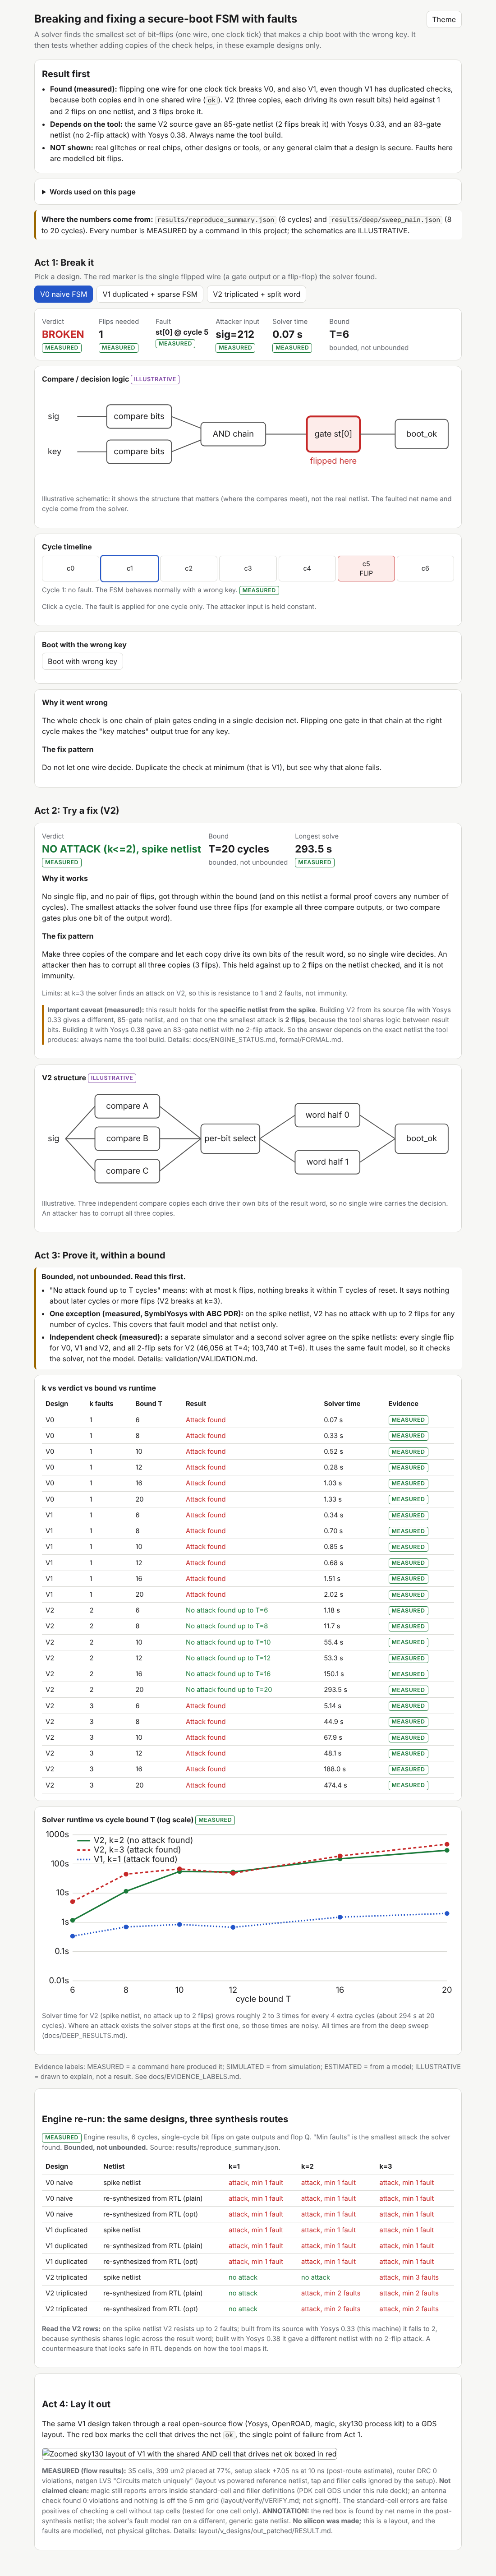 Breaking and fixing a secure-boot FSM with faults
Theme
A solver finds the smallest set of bit-flips (one wire, one clock tick) that makes a chip boot with the wrong key. It
then tests whether adding copies of the check helps, in these example designs only.
Result first
• Found (measured): flipping one wire for one clock tick breaks V0, and also V1, even though V1 has duplicated checks,
because both copies end in one shared wire ( ok ). V2 (three copies, each driving its own result bits) held against 1
and 2 flips on one netlist, and 3 flips broke it.
• Depends on the tool: the same V2 source gave an 85-gate netlist (2 flips break it) with Yosys 0.33, and an 83-gate
netlist (no 2-flip attack) with Yosys 0.38. Always name the tool build.
• NOT shown: real glitches or real chips, other designs or tools, or any general claim that a design is secure. Faults here
are modelled bit flips.
▶ Words used on this page
Where the numbers come from: results/reproduce_summary.json (6 cycles) and results/deep/sweep_main.json (8
to 20 cycles). Every number is MEASURED by a command in this project; the schematics are ILLUSTRATIVE.
Act 1: Break it
Pick a design. The red marker is the single flipped wire (a gate output or a flip-flop) the solver found.
V0 naive FSM
V1 duplicated + sparse FSM
V2 triplicated + split word
Verdict
BROKEN
MEASURED
Flips needed
1
MEASURED
Fault
st[0] @ cycle 5
MEASURED
Attacker input
sig=212
MEASURED
Solver time
0.07 s
MEASURED
Bound
T=6
bounded, not unbounded
Compare / decision logic ILLUSTRATIVE
sig
compare bits
key
compare bits
AND chain
gate st[0]
flipped here
boot_ok
Illustrative schematic: it shows the structure that matters (where the compares meet), not the real netlist. The faulted net name and
cycle come from the solver.
Cycle timeline
c0
c1
c2
c3
c4
c5
FLIP
c6
Cycle 1: no fault. The FSM behaves normally with a wrong key. MEASURED
Click a cycle. The fault is applied for one cycle only. The attacker input is held constant.
Boot with the wrong key
Boot with wrong key
Why it went wrong
The whole check is one chain of plain gates ending in a single decision net. Flipping one gate in that chain at the right
cycle makes the "key matches" output true for any key.
The fix pattern
Do not let one wire decide. Duplicate the check at minimum (that is V1), but see why that alone fails.
Act 2: Try a fix (V2)
Verdict
NO ATTACK (k<=2), spike netlist
MEASURED
Bound
T=20 cycles
bounded, not unbounded
Longest solve
293.5 s
MEASURED
Why it works
No single flip, and no pair of flips, got through within the bound (and on this netlist a formal proof covers any number of
cycles). The smallest attack the solver found use three flips (for example all three compare outputs, or two compare
gates plus one bit of the output word).
The fix pattern
Make three copies of the compare and let each copy drive its own bits of the result word, so no single wire decides. An
attacker then has to corrupt all three copies (3 flips). This held against up to 2 flips on the netlist checked, and it is not
immunity.
Limits: at k=3 the solver finds an attack on V2, so this is resistance to 1 and 2 faults, not immunity.
Important caveat (measured): this result holds for the specific netlist from the spike. Building V2 from its source file with Yosys
0.33 gives a different, 85-gate netlist, and on that one the smallest attack is 2 flips, because the tool shares logic between result
bits. Building it with Yosys 0.38 gave an 83-gate netlist with no 2-flip attack. So the answer depends on the exact netlist the tool
produces: always name the tool build. Details: docs/ENGINE_STATUS.md, formal/FORMAL.md.
V2 structure ILLUSTRATIVE
sig
compare A
compare B
compare C
per-bit select
word half 0
word half 1
boot_ok
Illustrative. Three independent compare copies each drive their own bits of the result word, so no single wire carries the decision.
An attacker has to corrupt all three copies.
Act 3: Prove it, within a bound
Bounded, not unbounded. Read this first.
• "No attack found up to T cycles" means: with at most k flips, nothing breaks it within T cycles of reset. It says nothing
about later cycles or more flips (V2 breaks at k=3).
• One exception (measured, SymbiYosys with ABC PDR): on the spike netlist, V2 has no attack with up to 2 flips for any
number of cycles. This covers that fault model and that netlist only.
• Independent check (measured): a separate simulator and a second solver agree on the spike netlists: every single flip
for V0, V1 and V2, and all 2-flip sets for V2 (46,056 at T=4; 103,740 at T=6). It uses the same fault model, so it checks
the solver, not the model. Details: validation/VALIDATION.md.
k vs verdict vs bound vs runtime
Design k faults Bound T Result Solver time Evidence
V0 1 6 Attack found 0.07 s MEASURED
V0 1 8 Attack found 0.33 s MEASURED
V0 1 10 Attack found 0.52 s MEASURED
V0 1 12 Attack found 0.28 s MEASURED
V0 1 16 Attack found 1.03 s MEASURED
V0 1 20 Attack found 1.33 s MEASURED
V1 1 6 Attack found 0.34 s MEASURED
V1 1 8 Attack found 0.70 s MEASURED
V1 1 10 Attack found 0.85 s MEASURED
V1 1 12 Attack found 0.68 s MEASURED
V1 1 16 Attack found 1.51 s MEASURED
V1 1 20 Attack found 2.02 s MEASURED
V2 2 6 No attack found up to T=6 1.18 s MEASURED
V2 2 8 No attack found up to T=8 11.7 s MEASURED
V2 2 10 No attack found up to T=10 55.4 s MEASURED
V2 2 12 No attack found up to T=12 53.3 s MEASURED
V2 2 16 No attack found up to T=16 150.1 s MEASURED
V2 2 20 No attack found up to T=20 293.5 s MEASURED
V2 3 6 Attack found 5.14 s MEASURED
V2 3 8 Attack found 44.9 s MEASURED
V2 3 10 Attack found 67.9 s MEASURED
V2 3 12 Attack found 48.1 s MEASURED
V2 3 16 Attack found 188.0 s MEASURED
V2 3 20 Attack found 474.4 s MEASURED
Solver runtime vs cycle bound T (log scale) MEASURED
1000s
100s
10s
1s
0.1s
0.01s
V2, k=2 (no attack found)
V2, k=3 (attack found)
V1, k=1 (attack found)
6 8 10 12 16 20
cycle bound T
Solver time for V2 (spike netlist, no attack up to 2 flips) grows roughly 2 to 3 times for every 4 extra cycles (about 294 s at 20
cycles). Where an attack exists the solver stops at the first one, so those times are noisy. All times are from the deep sweep
(docs/DEEP_RESULTS.md).
Evidence labels: MEASURED = a command here produced it; SIMULATED = from simulation; ESTIMATED = from a model; ILLUSTRATIVE
= drawn to explain, not a result. See docs/EVIDENCE_LABELS.md.
Engine re-run: the same designs, three synthesis routes
MEASURED Engine results, 6 cycles, single-cycle bit flips on gate outputs and flop Q. "Min faults" is the smallest attack the solver
found. Bounded, not unbounded. Source: results/reproduce_summary.json.
Design Netlist k=1 k=2 k=3
V0 naive spike netlist attack, min 1 fault attack, min 1 fault attack, min 1 fault
V0 naive re-synthesized from RTL (plain) attack, min 1 fault attack, min 1 fault attack, min 1 fault
V0 naive re-synthesized from RTL (opt) attack, min 1 fault attack, min 1 fault attack, min 1 fault
V1 duplicated spike netlist attack, min 1 fault attack, min 1 fault attack, min 1 fault
V1 duplicated re-synthesized from RTL (plain) attack, min 1 fault attack, min 1 fault attack, min 1 fault
V1 duplicated re-synthesized from RTL (opt) attack, min 1 fault attack, min 1 fault attack, min 1 fault
V2 triplicated spike netlist no attack no attack attack, min 3 faults
V2 triplicated re-synthesized from RTL (plain) no attack attack, min 2 faults attack, min 2 faults
V2 triplicated re-synthesized from RTL (opt) no attack attack, min 2 faults attack, min 2 faults
Read the V2 rows: on the spike netlist V2 resists up to 2 faults; built from its source with Yosys 0.33 (this machine) it falls to 2,
because synthesis shares logic across the result word; built with Yosys 0.38 it gave a different netlist with no 2-flip attack. A
countermeasure that looks safe in RTL depends on how the tool maps it.
Act 4: Lay it out
The same V1 design taken through a real open-source flow (Yosys, OpenROAD, magic, sky130 process kit) to a GDS
layout. The red box marks the cell that drives the net ok, the single point of failure from Act 1.
Zoomed sky130 layout of V1 with the shared AND cell that drives net ok boxed in red
MEASURED (flow results): 35 cells, 399 um2 placed at 77%, setup slack +7.05 ns at 10 ns (post-route estimate), router DRC 0
violations, netgen LVS "Circuits match uniquely" (layout vs powered reference netlist, tap and filler cells ignored by the setup). Not
claimed clean: magic still reports errors inside standard-cell and filler definitions (PDK cell GDS under this rule deck); an antenna
check found 0 violations and nothing is off the 5 nm grid (layout/verify/VERIFY.md; not signoff). The standard-cell errors are false
positives of checking a cell without tap cells (tested for one cell only). ANNOTATION: the red box is found by net name in the post-
synthesis netlist; the solver's fault model ran on a different, generic gate netlist. No silicon was made; this is a layout, and the
faults are modelled, not physical glitches. Details: layout/v_designs/out_patched/RESULT.md.